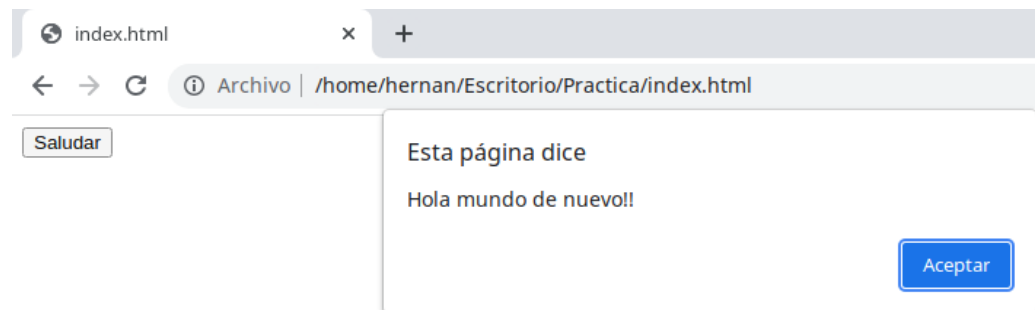 index.html
Archivo | /home/hernan/Escritorio/Practica/index.html
Saludar
Esta página dice
Hola mundo de nuevo!!
Aceptar